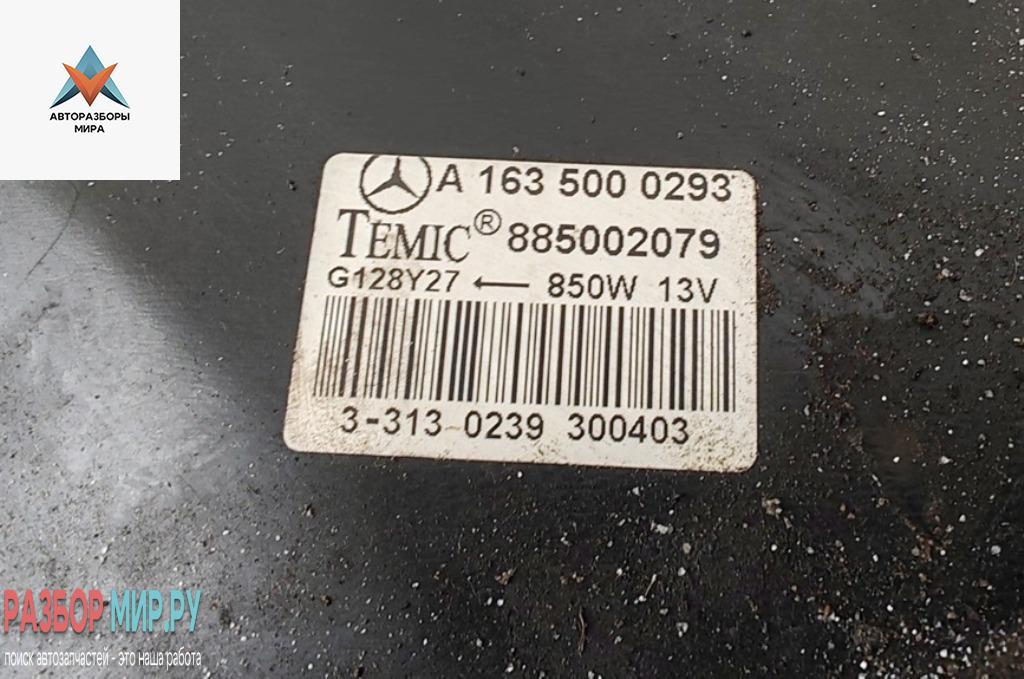 АВТОРАЗБОРЫ
МИРА
A 163 500 0293
TEMIC® 885002079
G128Y27 ← 850W 13V
3-313 0239 300403
РАЗБОР МИР.РУ
поиск автозапчастей - это наша работа